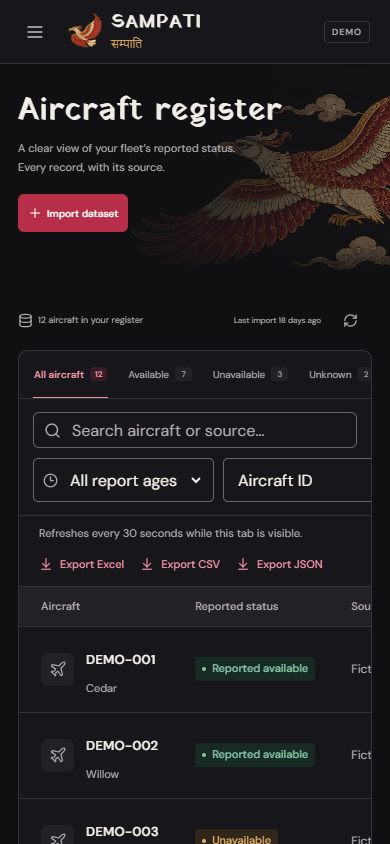 SAMPATI
सम्पाति
DEMO
Aircraft register
A clear view of your fleet's reported status.
Every record, with its source.
Import dataset
12 aircraft in your register
Last import 18 days ago
All aircraft 12 Available 7 Unavailable 3 Unknown 2
Search aircraft or source...
All report ages Aircraft ID
Refreshes every 30 seconds while this tab is visible.
Export Excel Export CSV Export JSON
Aircraft Reported status Sou
DEMO-001
Reported available Fict
Cedar
DEMO-002
Reported available Fict
Willow
DEMO-003
Unavailable Fict